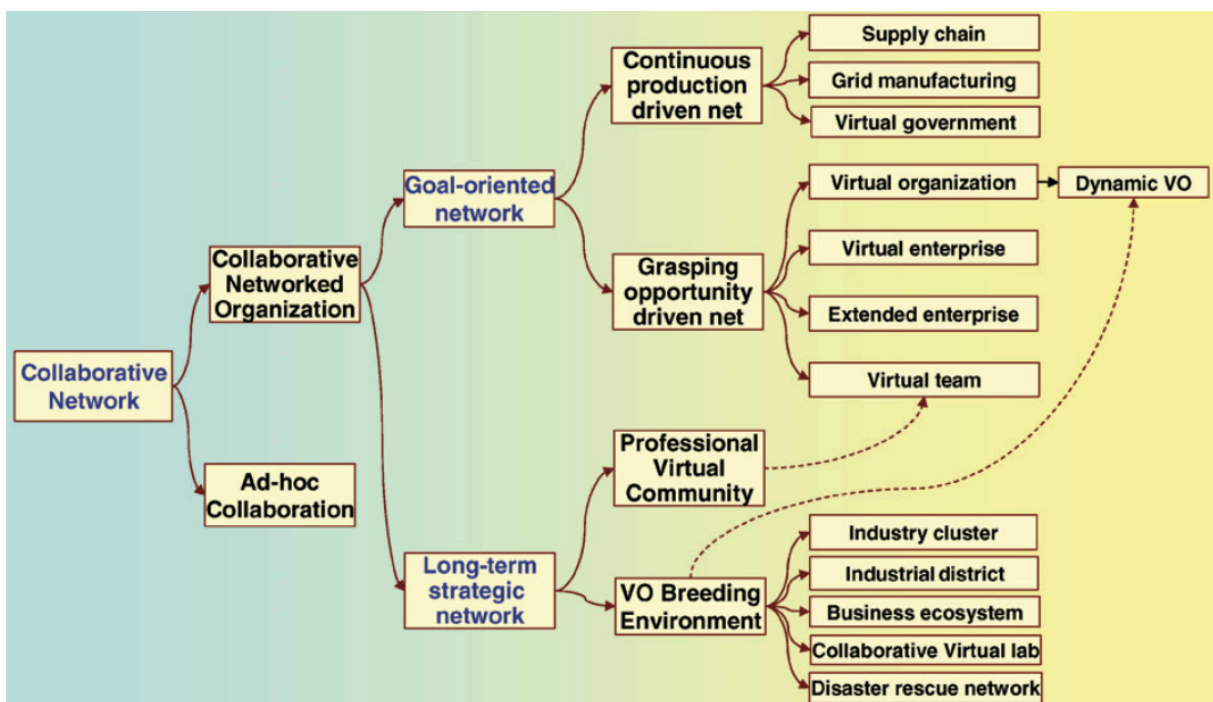 Collaborative
Network
Collaborative
Networked
Organization
Ad-hoc
Collaboration
Goal-oriented
network
Long-term
strategic
network
Continuous
production
driven net
Grasping
opportunity
driven net
Professional
Virtual
Community
VO Breeding
Environment
Supply chain
Grid manufacturing
Virtual government
Virtual organization
Virtual enterprise
Extended enterprise
Virtual team
Industry cluster
Industrial district
Business ecosystem
Collaborative Virtual lab
Disaster rescue network
Dynamic VO